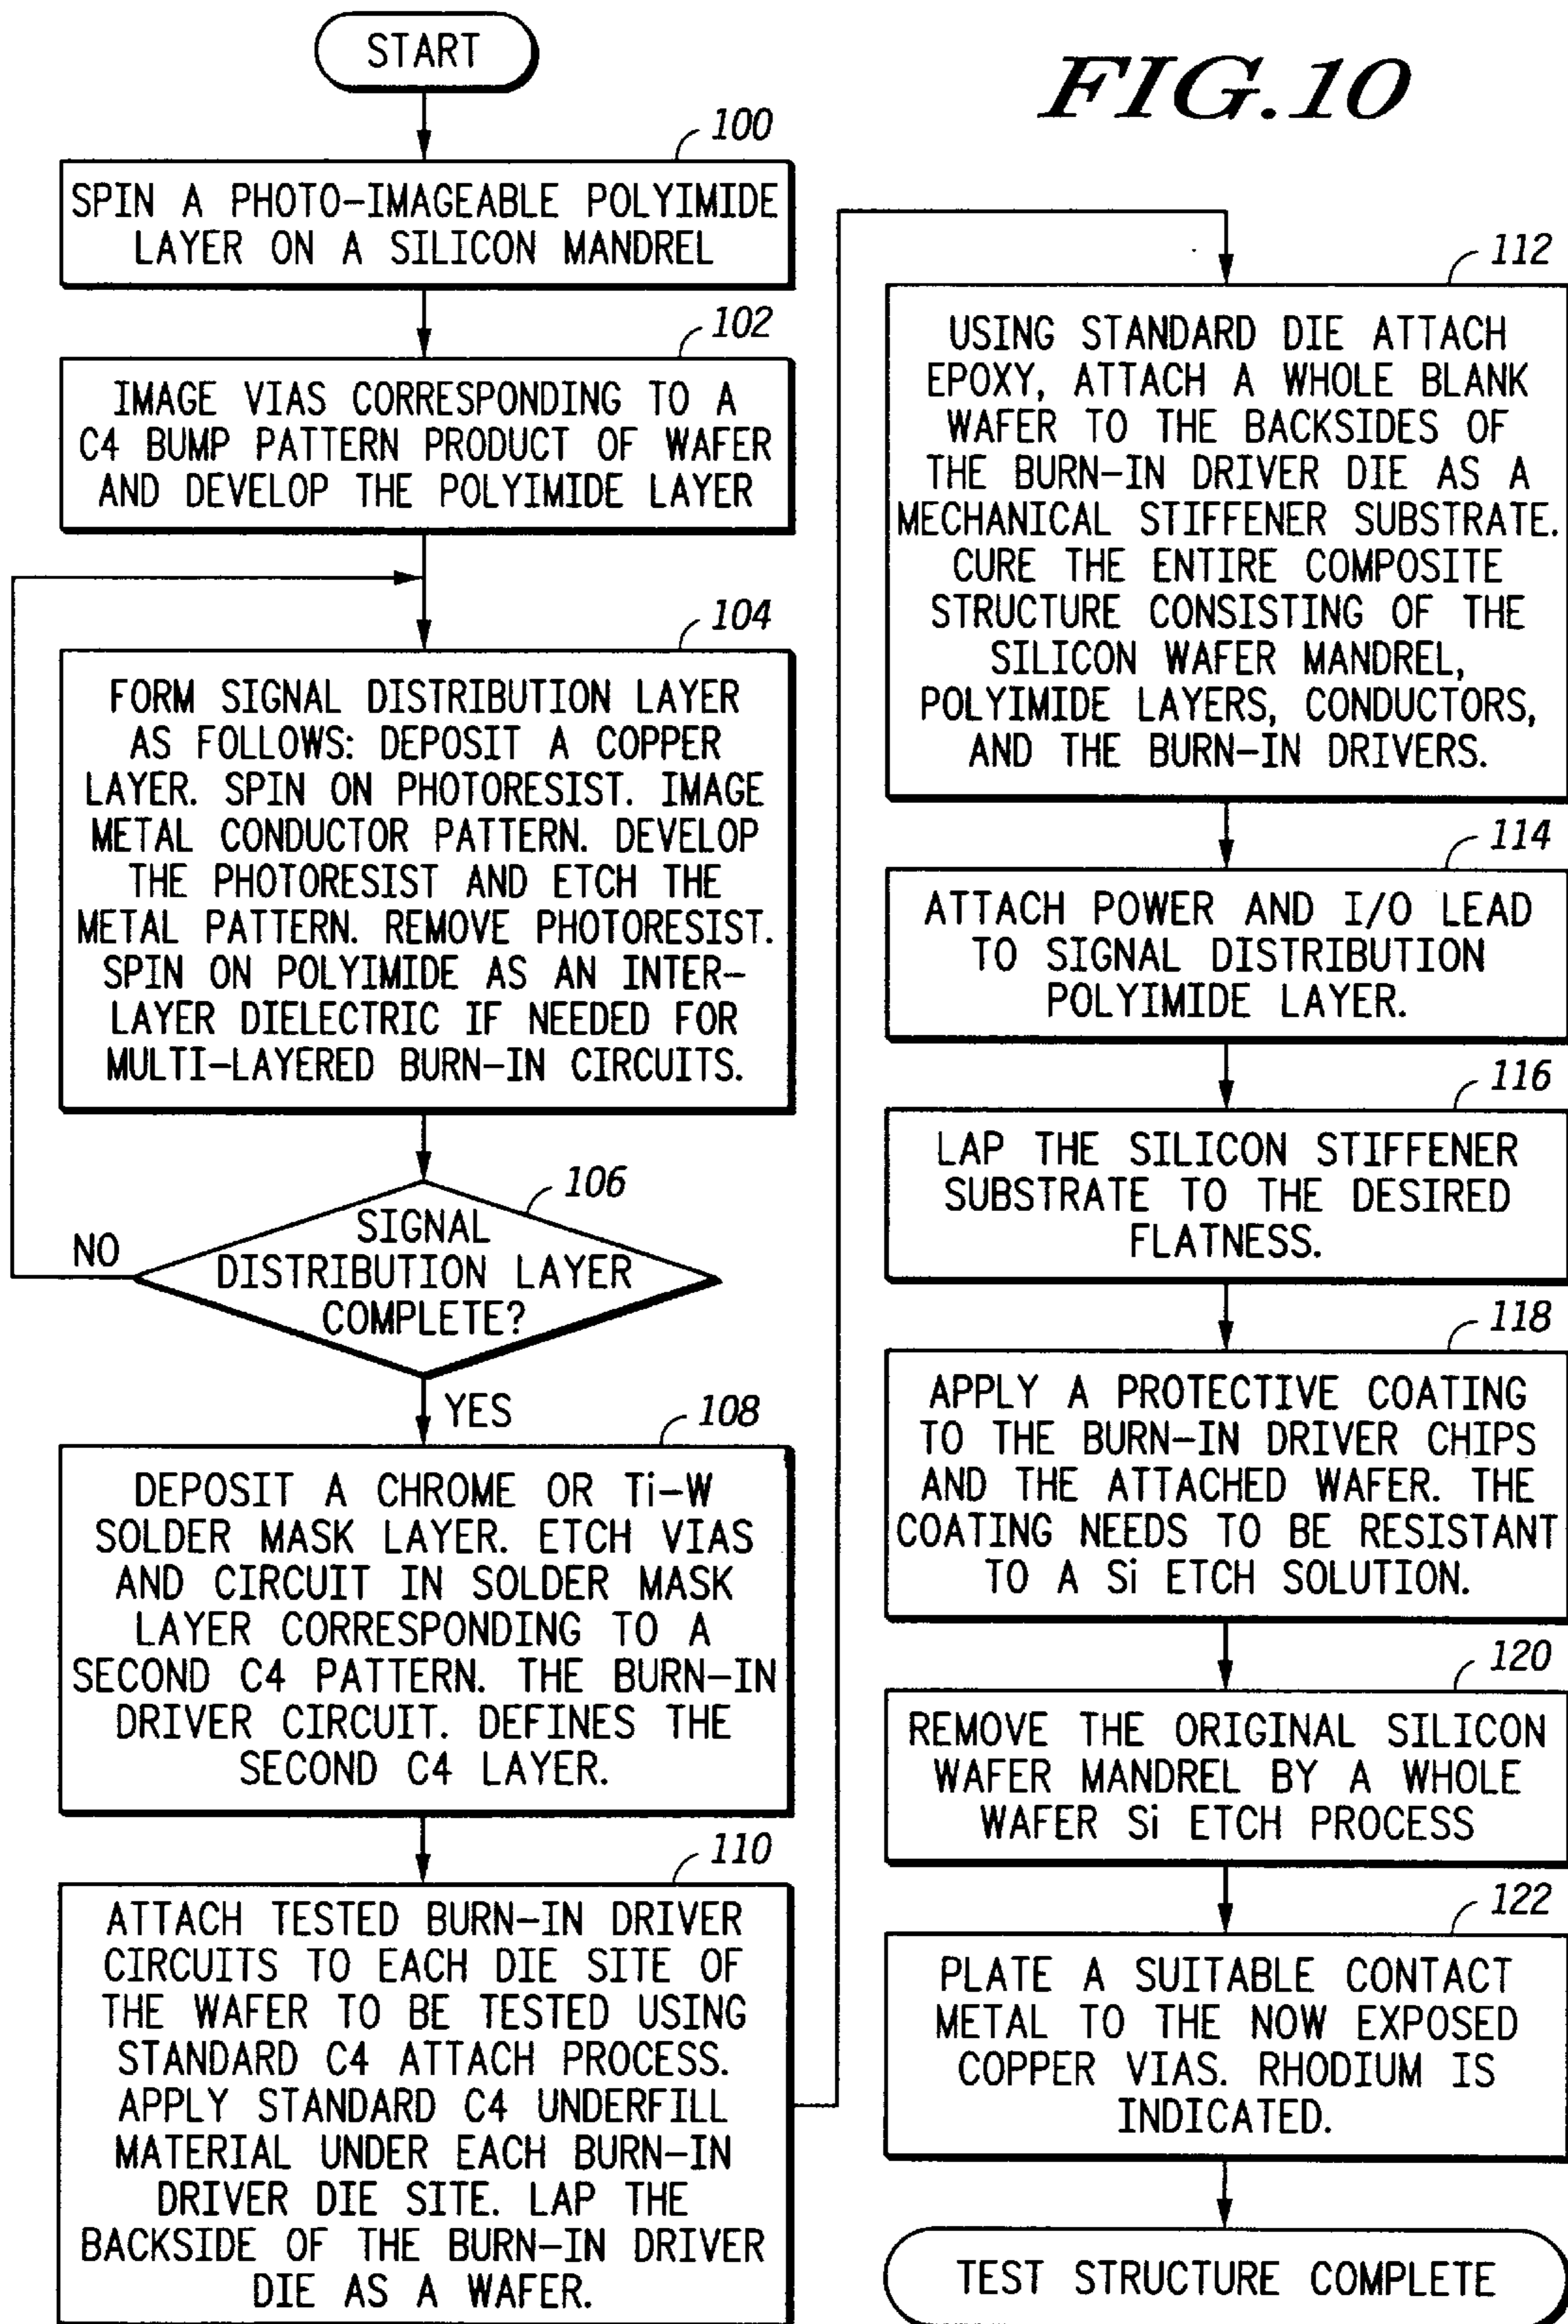 FIG.10
START
100
SPIN A PHOTO-IMAGEABLE POLYIMIDE
LAYER ON A SILICON MANDREL
102
IMAGE VIAS CORRESPONDING TO A
C4 BUMP PATTERN PRODUCT OF WAFER
AND DEVELOP THE POLYIMIDE LAYER
104
FORM SIGNAL DISTRIBUTION LAYER
AS FOLLOWS: DEPOSIT A COPPER
LAYER. SPIN ON PHOTORESIST. IMAGE
METAL CONDUCTOR PATTERN. DEVELOP
THE PHOTORESIST AND ETCH THE
METAL PATTERN. REMOVE PHOTORESIST.
SPIN ON POLYIMIDE AS AN INTER-
LAYER DIELECTRIC IF NEEDED FOR
MULTI-LAYERED BURN-IN CIRCUITS.
106
SIGNAL
DISTRIBUTION LAYER
COMPLETE?
NO
YES
108
DEPOSIT A CHROME OR Ti-W
SOLDER MASK LAYER. ETCH VIAS
AND CIRCUIT IN SOLDER MASK
LAYER CORRESPONDING TO A
SECOND C4 PATTERN. THE BURN-IN
DRIVER CIRCUIT. DEFINES THE
SECOND C4 LAYER.
110
ATTACH TESTED BURN-IN DRIVER
CIRCUITS TO EACH DIE SITE OF
THE WAFER TO BE TESTED USING
STANDARD C4 ATTACH PROCESS.
APPLY STANDARD C4 UNDERFILL
MATERIAL UNDER EACH BURN-IN
DRIVER DIE SITE. LAP THE
BACKSIDE OF THE BURN-IN DRIVER
DIE AS A WAFER.
112
USING STANDARD DIE ATTACH
EPOXY, ATTACH A WHOLE BLANK
WAFER TO THE BACKSIDES OF
THE BURN-IN DRIVER DIE AS A
MECHANICAL STIFFENER SUBSTRATE.
CURE THE ENTIRE COMPOSITE
STRUCTURE CONSISTING OF THE
SILICON WAFER MANDREL,
POLYIMIDE LAYERS, CONDUCTORS,
AND THE BURN-IN DRIVERS.
114
ATTACH POWER AND I/O LEAD
TO SIGNAL DISTRIBUTION
POLYIMIDE LAYER.
116
LAP THE SILICON STIFFENER
SUBSTRATE TO THE DESIRED
FLATNESS.
118
APPLY A PROTECTIVE COATING
TO THE BURN-IN DRIVER CHIPS
AND THE ATTACHED WAFER. THE
COATING NEEDS TO BE RESISTANT
TO A Si ETCH SOLUTION.
120
REMOVE THE ORIGINAL SILICON
WAFER MANDREL BY A WHOLE
WAFER Si ETCH PROCESS
122
PLATE A SUITABLE CONTACT
METAL TO THE NOW EXPOSED
COPPER VIAS. RHODIUM IS
INDICATED.
TEST STRUCTURE COMPLETE